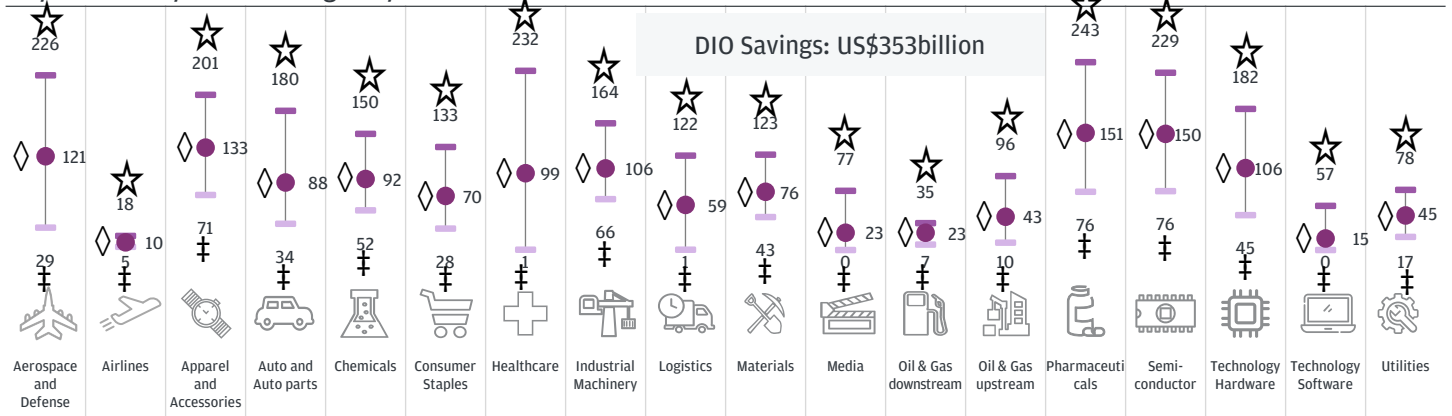 DIO Savings: US$353billion
226
121
29
Aerospace
and
Defense
18
10
5
Airlines
201
133
71
Apparel
and
Accessories
180
88
34
Auto and
Auto parts
150
92
52
Chemicals
133
70
28
Consumer
Staples
232
99
1
Healthcare
164
106
66
Industrial
Machinery
122
59
1
Logistics
123
76
43
Materials
77
23
0
Media
35
23
7
Oil & Gas
downstream
96
43
10
Oil & Gas
upstream
243
151
76
Pharmaceuti
cals
229
150
76
Semi-
conductor
182
106
45
Technology
Hardware
57
15
0
Technology
Software
78
45
17
Utilities